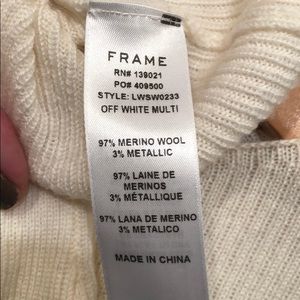 FRAME
RN# 139021
PO# 409500
STYLE: LWSW0233
OFF WHITE MULTI
97% MERINO WOOL
3% METALLIC
97% LAINE DE
MERINOS
3% MÉTALLIQUE
97% LANA DE MERINO
3% METALICO
MADE IN CHINA